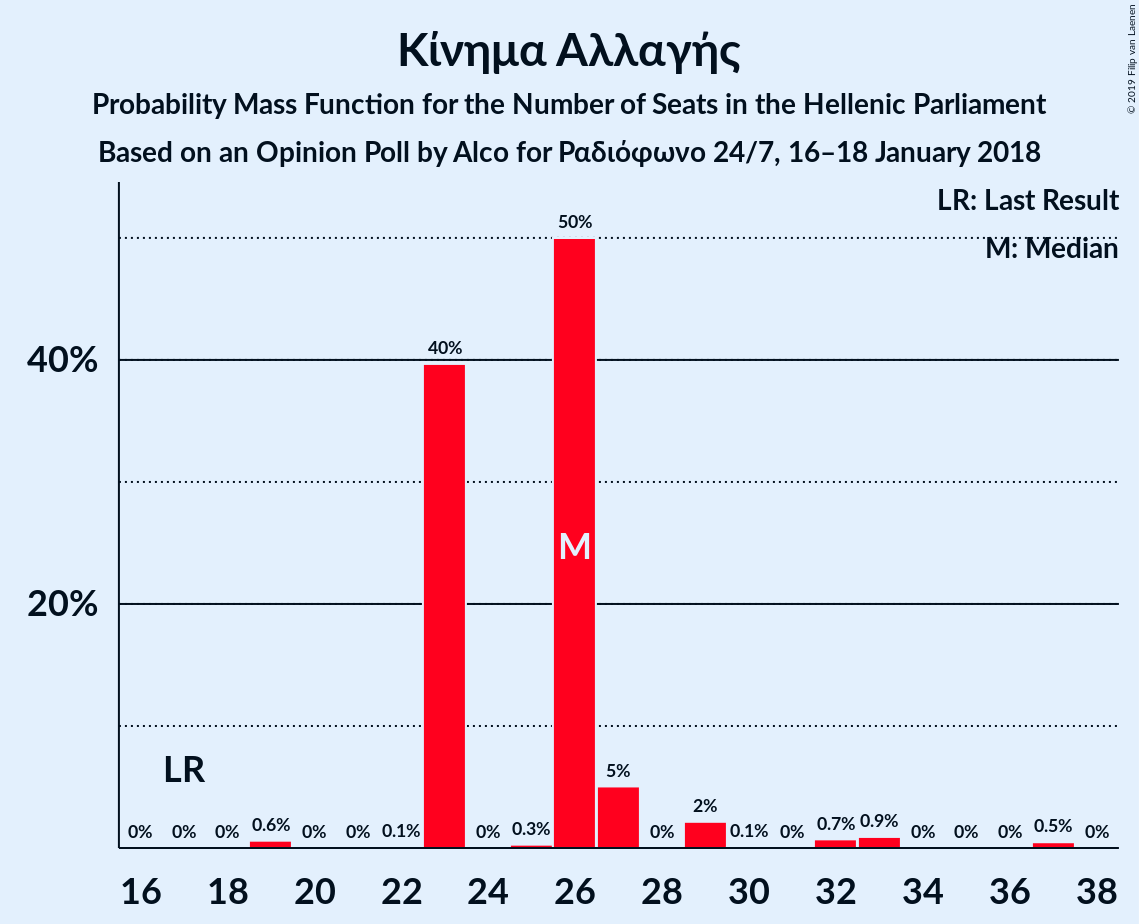 Κίνημα Αλλαγής
Probability Mass Function for the Number of Seats in the Hellenic Parliament
Based on an Opinion Poll by Alco for Ραδιόφωνο 24/7, 16–18 January 2018
© 2019 Filip van Laenen
LR: Last Result
M: Median
50%
40%
40%
M
20%
LR
5%
2%
0% 0% 0% 0.6% 0% 0% 0.1% 0% 0.3% 0% 0.1% 0% 0.7% 0.9% 0% 0% 0% 0.5% 0%
16 18 20 22 24 26 28 30 32 34 36 38